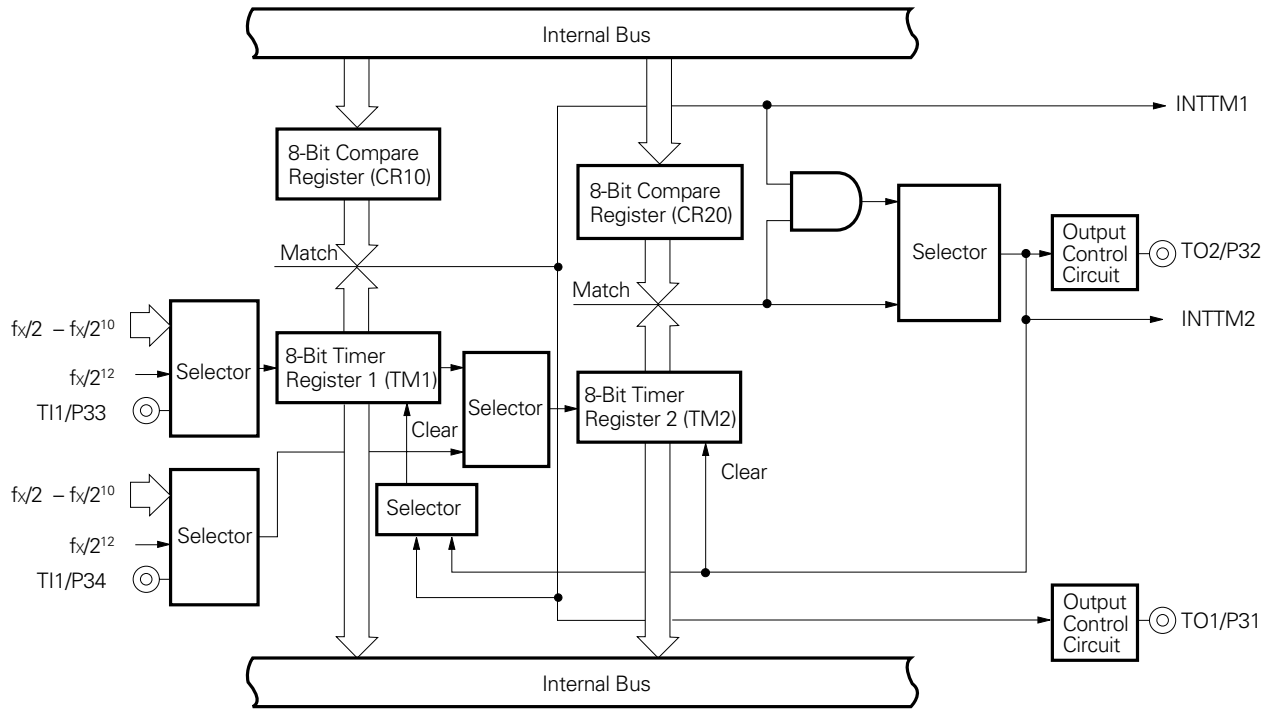 Internal Bus
INTTM1
8-Bit Compare
Register (CR10)
8-Bit Compare
Register (CR20)
Selector
Output
Control
Circuit
TO2/P32
Match
Match
INTTM2
fX/2 – fX/2¹⁰
fX/2¹²
TI1/P33
Selector
8-Bit Timer
Register 1 (TM1)
Selector
8-Bit Timer
Register 2 (TM2)
Clear
Clear
fX/2 – fX/2¹⁰
fX/2¹²
TI1/P34
Selector
Selector
Output
Control
Circuit
TO1/P31
Internal Bus